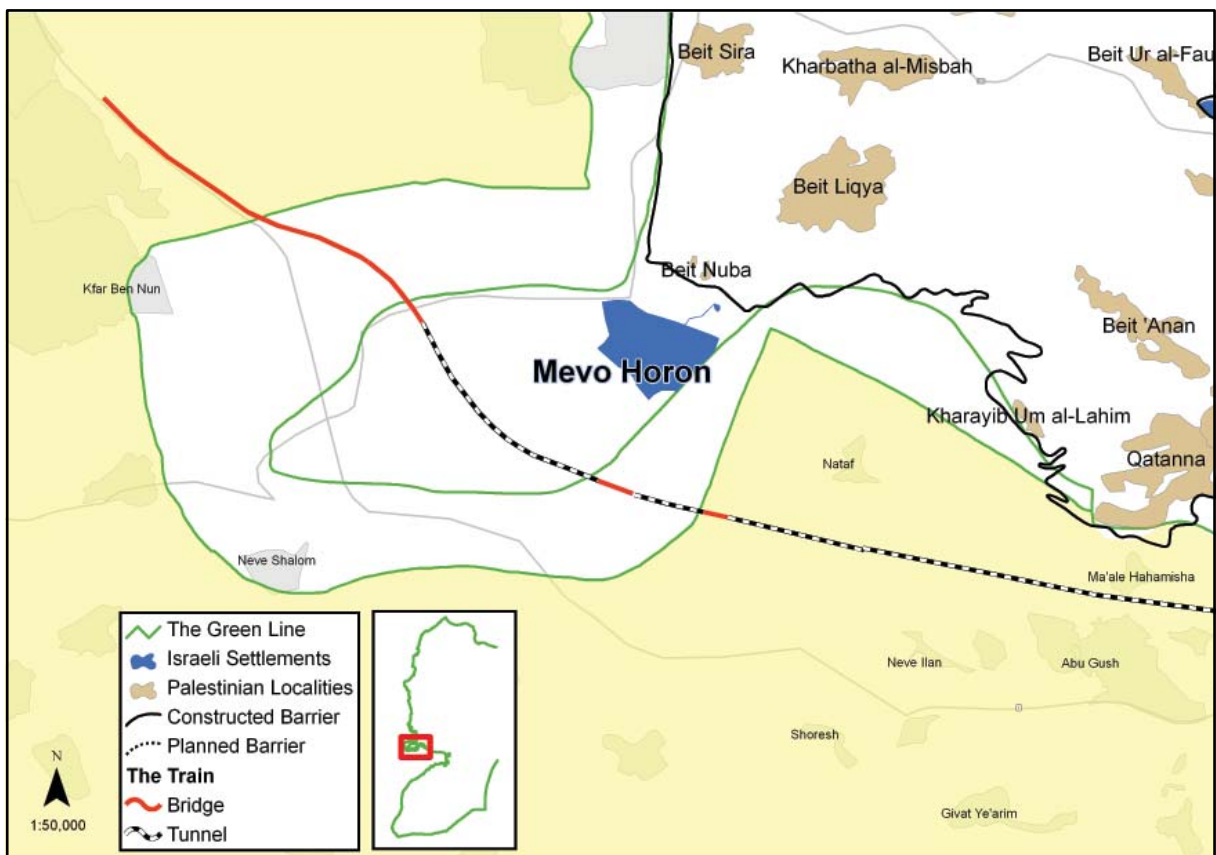 Beit Sira
Kharbatha al-Misbah
Beit Ur al-Fau
Beit Liqya
Beit Nuba
Kfar Ben Nun
Mevo Horon
Beit 'Anan
Kharayib Um al-Lahim
Qatanna
Nataf
Neve Shalom
Ma'ale Hahamisha
Neve Ilan
Abu Gush
Shoresh
Givat Ye'arim
The Green Line
Israeli Settlements
Palestinian Localities
Constructed Barrier
Planned Barrier
The Train
Bridge
Tunnel
N
1:50,000